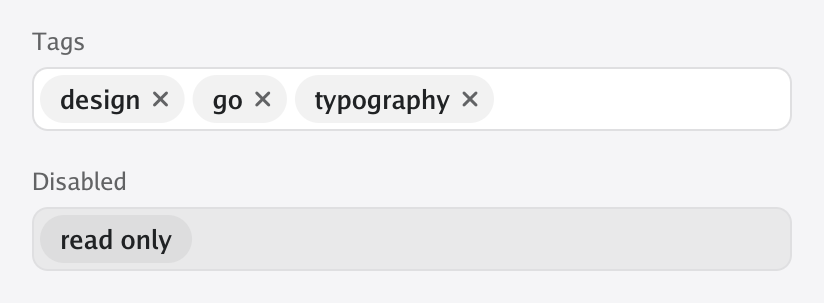 Tags
design × go × typography ×
Disabled
read only